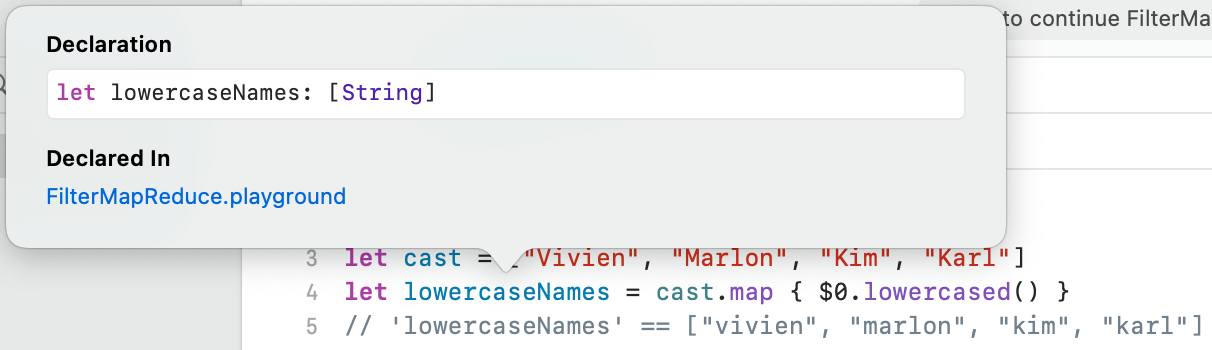 Declaration
to continue FilterMa
let lowercaseNames: [String]
Declared In
FilterMapReduce.playground
3 let cast = ["Vivien", "Marlon", "Kim", "Karl"]
4 let lowercaseNames = cast.map { $0.lowercased() }
5 // 'lowercaseNames' == ["vivien", "marlon", "kim", "karl"]